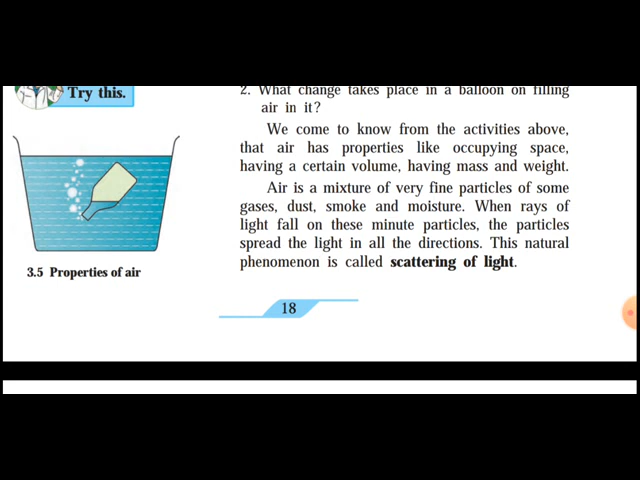 Try this.
3.5 Properties of air
2. What change takes place in a balloon on filling
air in it?
We come to know from the activities above,
that air has properties like occupying space,
having a certain volume, having mass and weight.
Air is a mixture of very fine particles of some
gases, dust, smoke and moisture. When rays of
light fall on these minute particles, the particles
spread the light in all the directions. This natural
phenomenon is called scattering of light.
18